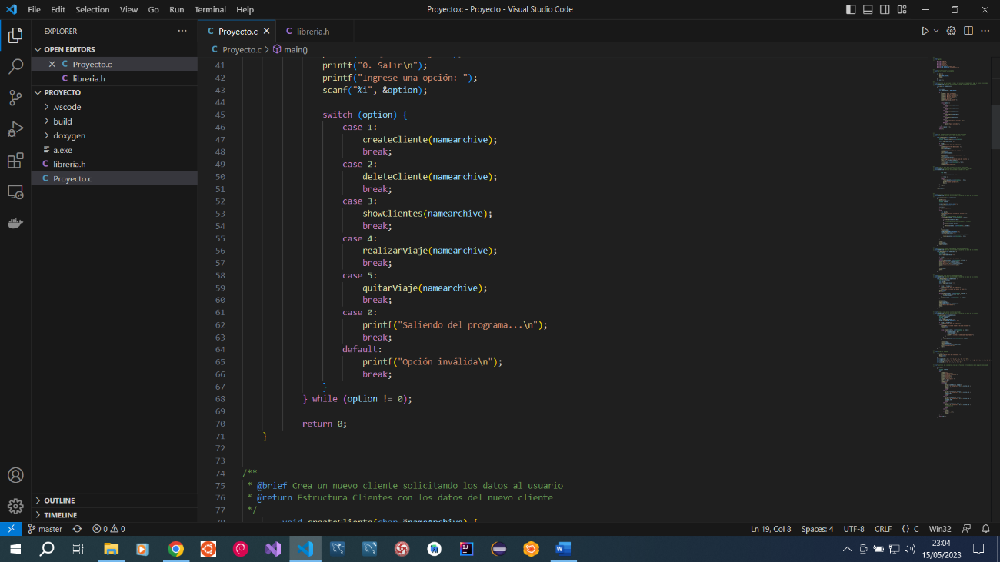 File Edit Selection View Go Run Terminal Help
Proyecto.c - Proyecto - Visual Studio Code
EXPLORER
OPEN EDITORS
Proyecto.c
libreria.h
PROYECTO
.vscode
build
doxygen
a.exe
libreria.h
Proyecto.c
OUTLINE
TIMELINE
Proyecto.c libreria.h
Proyecto.c > main()
41 printf("0. Salir\n");
42 printf("Ingrese una opción: ");
43 scanf("%i", &option);
44
45 switch (option) {
46 case 1:
47 createCliente(namearchive);
48 break;
49 case 2:
50 deleteCliente(namearchive);
51 break;
52 case 3:
53 showClientes(namearchive);
54 break;
55 case 4:
56 realizarViaje(namearchive);
57 break;
58 case 5:
59 quitarViaje(namearchive);
60 break;
61 case 0:
62 printf("Saliendo del programa...\n");
63 break;
64 default:
65 printf("Opción inválida\n");
66 break;
67 }
68 } while (option != 0);
69
70 return 0;
71 }
72
73
74 /**
75 * @brief Crea un nuevo cliente solicitando los datos al usuario
76 * @return Estructura Clientes con los datos del nuevo cliente
77 */
master 0 0 Ln 19, Col 8 Spaces: 4 UTF-8 CRLF {} C Win32
23:04
15/05/2023